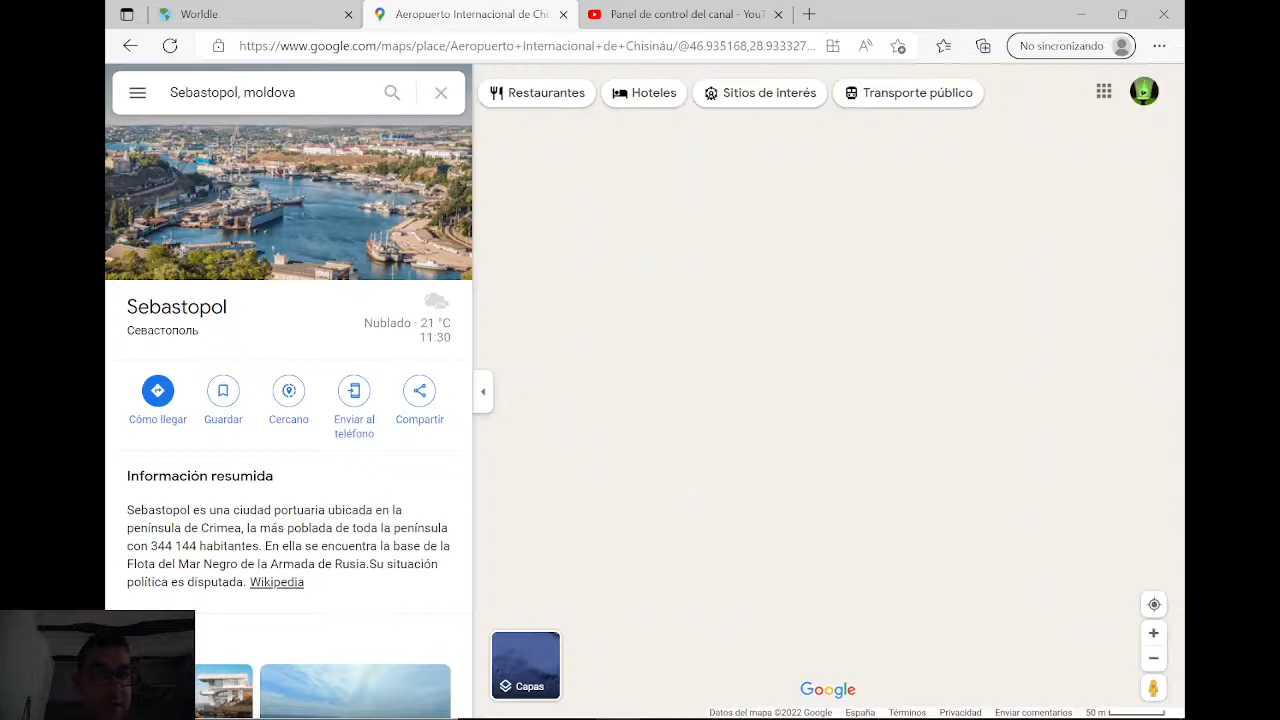 Worldle
Aeropuerto Internacional de Chis
Panel de control del canal - YouT
https://www.google.com/maps/place/Aeropuerto+Internacional+de+Chisináu/@46.935168,28.933327...
No sincronizando
Sebastopol, moldova
Restaurantes
Hoteles
Sitios de interés
Transporte público
Sebastopol
Севастополь
Nublado · 21 °C
11:30
Cómo llegar
Guardar
Cercano
Enviar al
teléfono
Compartir
Información resumida
Sebastopol es una ciudad portuaria ubicada en la
península de Crimea, la más poblada de toda la península
con 344 144 habitantes. En ella se encuentra la base de la
Flota del Mar Negro de la Armada de Rusia.Su situación
política es disputada. Wikipedia
Capas
Google
Datos del mapa ©2022 Google
España
Términos
Privacidad
Enviar comentarios
50 m